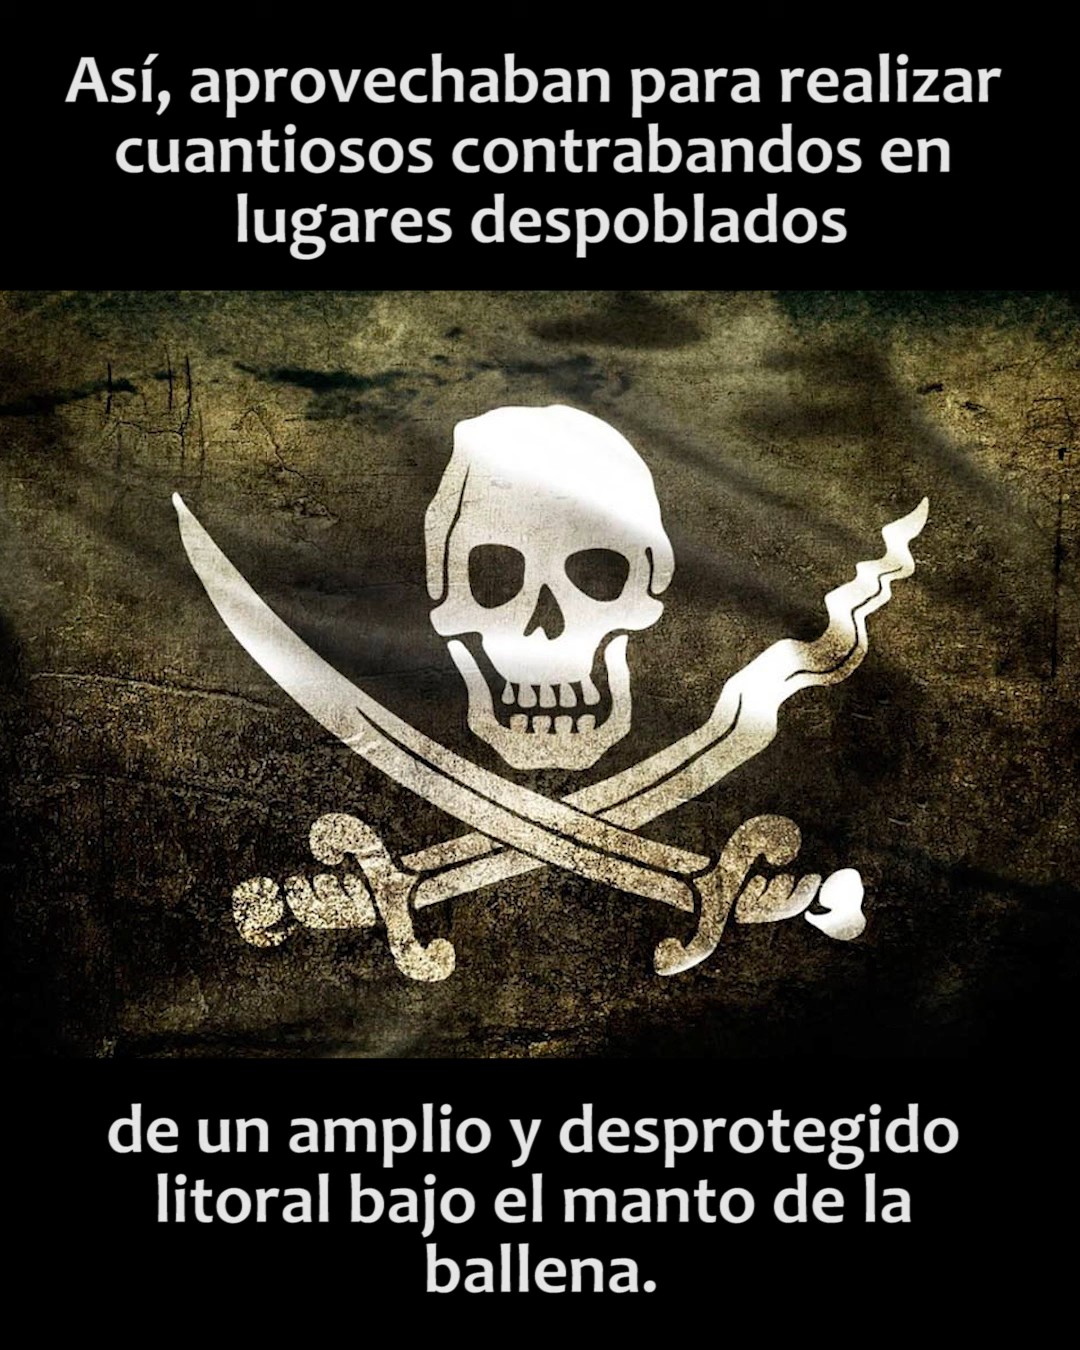 Así, aprovechaban para realizar
cuantiosos contrabandos en
lugares despoblados
de un amplio y desprotegido
litoral bajo el manto de la
ballena.